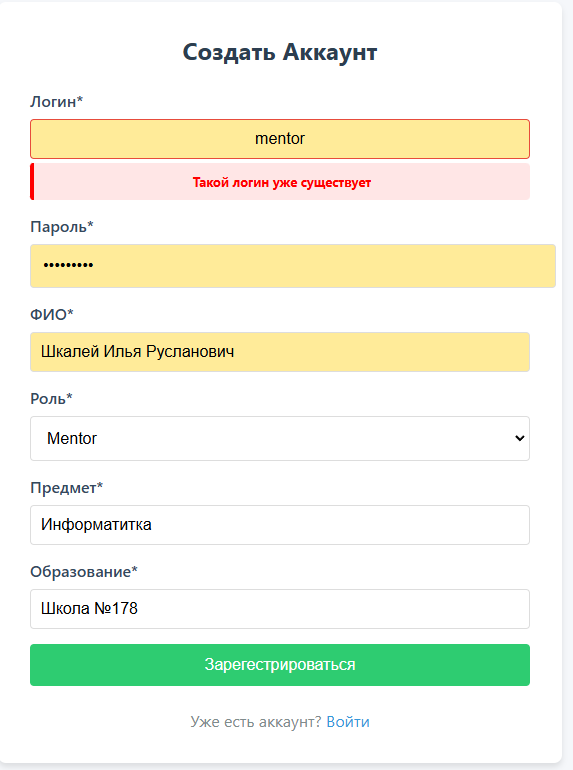 Создать Аккаунт
Логин*
mentor
Такой логин уже существует
Пароль*
•••••••••
ФИО*
Шкалей Илья Русланович
Роль*
Mentor
Предмет*
Информатитка
Образование*
Школа №178
Зарегестрироваться
Уже есть аккаунт? Войти